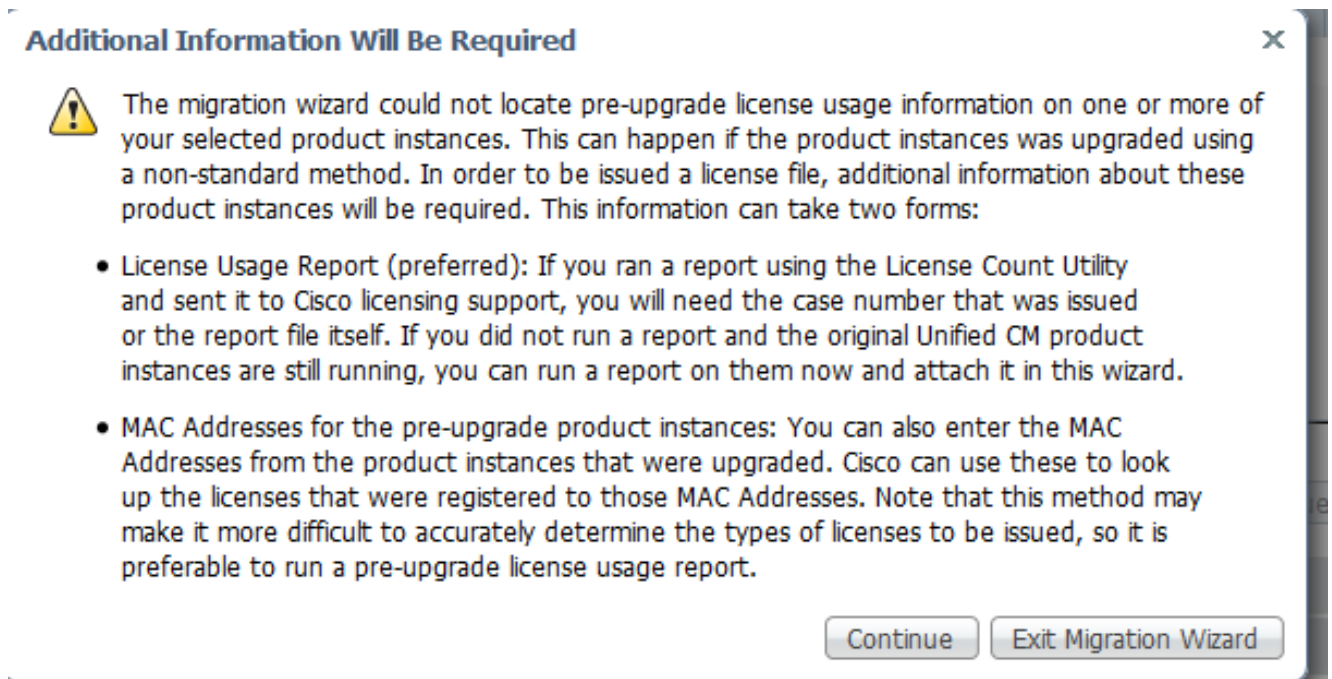 Additional Information Will Be Required
The migration wizard could not locate pre-upgrade license usage information on one or more of
your selected product instances. This can happen if the product instances was upgraded using
a non-standard method. In order to be issued a license file, additional information about these
product instances will be required. This information can take two forms:
• License Usage Report (preferred): If you ran a report using the License Count Utility
and sent it to Cisco licensing support, you will need the case number that was issued
or the report file itself. If you did not run a report and the original Unified CM product
instances are still running, you can run a report on them now and attach it in this wizard.
• MAC Addresses for the pre-upgrade product instances: You can also enter the MAC
Addresses from the product instances that were upgraded. Cisco can use these to look
up the licenses that were registered to those MAC Addresses. Note that this method may
make it more difficult to accurately determine the types of licenses to be issued, so it is
preferable to run a pre-upgrade license usage report.
Continue Exit Migration Wizard